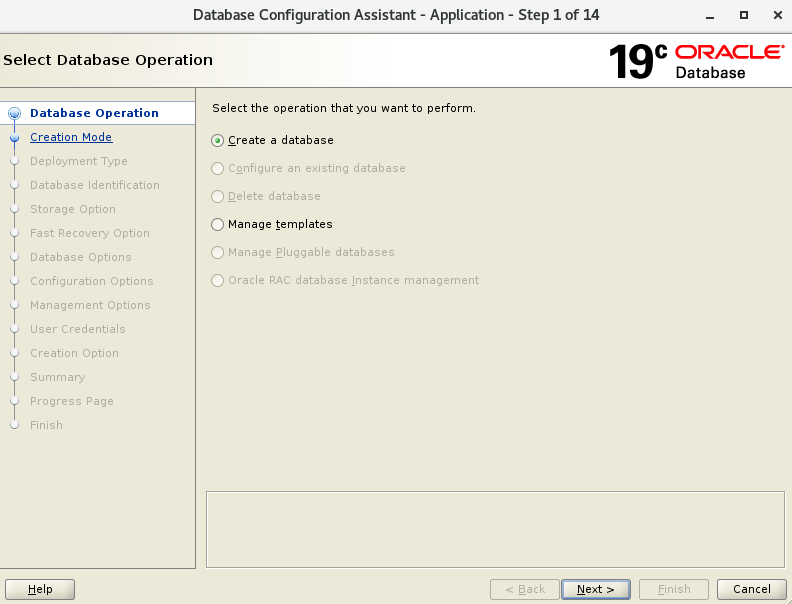 Database Configuration Assistant - Application - Step 1 of 14
Select Database Operation
19c ORACLE
Database
Database Operation
Creation Mode
Deployment Type
Database Identification
Storage Option
Fast Recovery Option
Database Options
Configuration Options
Management Options
User Credentials
Creation Option
Summary
Progress Page
Finish
Select the operation that you want to perform.
Create a database
Configure an existing database
Delete database
Manage templates
Manage Pluggable databases
Oracle RAC database Instance management
Help
< Back
Next >
Finish
Cancel